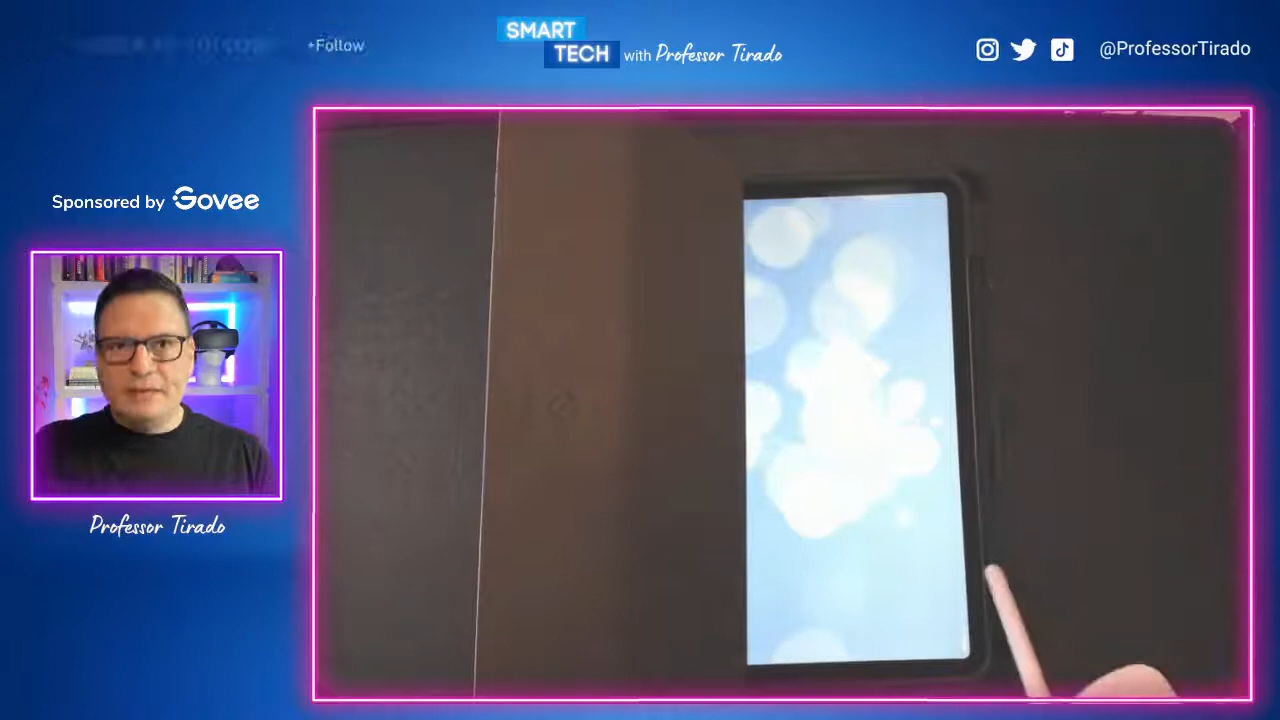 +Follow
SMART
TECH with Professor Tirado
@ProfessorTirado
Sponsored by Govee
Professor Tirado